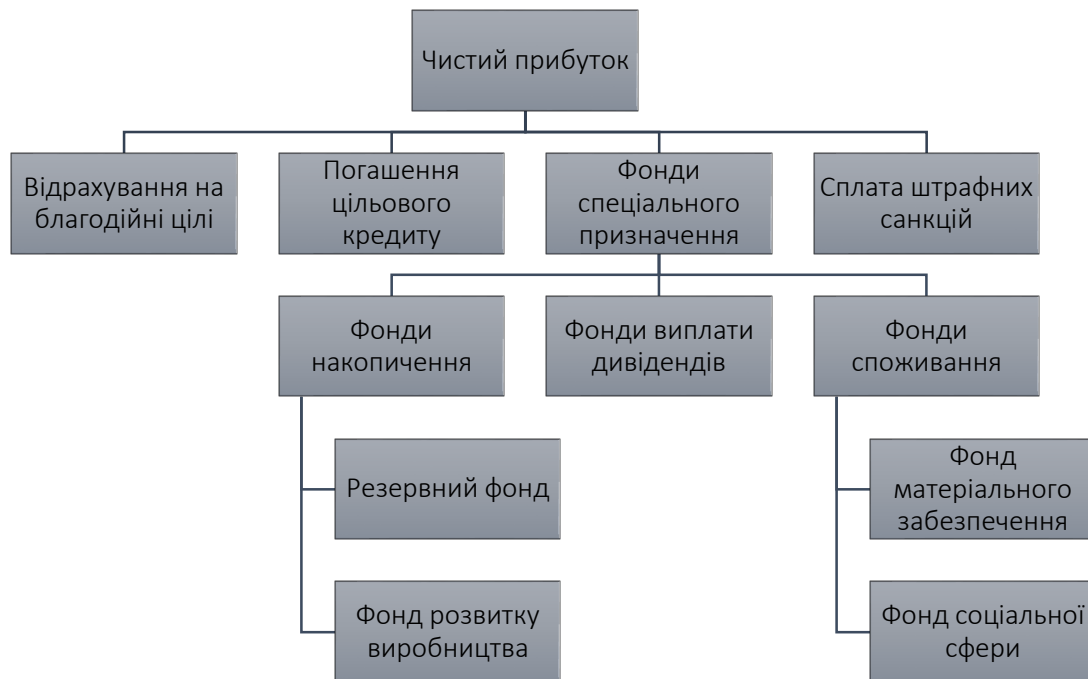 Чистий прибуток
Відрахування на
благодійні цілі
Погашення
цільового
кредиту
Фонди
спеціального
призначення
Сплата штрафних
санкцій
Фонди
накопичення
Фонди виплати
дивідендів
Фонди
споживання
Резервний фонд
Фонд
матеріального
забезпечення
Фонд розвитку
виробництва
Фонд соціальної
сфери